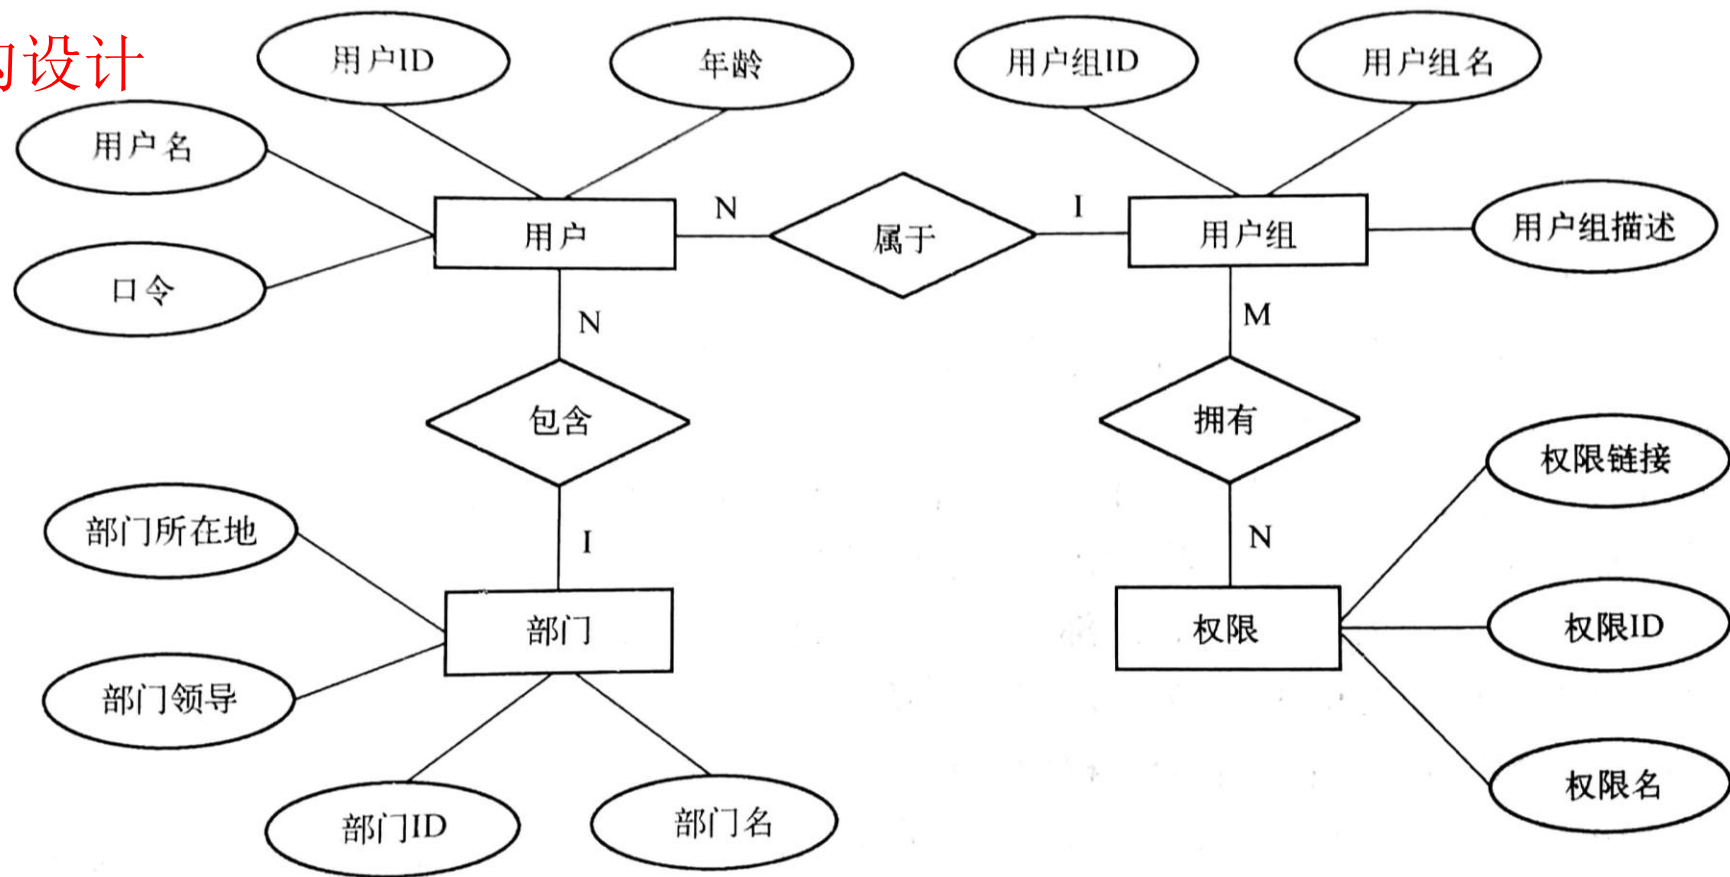 的设计
用户ID
年龄
用户组ID
用户组名
用户名
用户
N
属于
I
用户组
用户组描述
口令
N
M
包含
拥有
权限链接
部门所在地
I
N
部门
权限
权限ID
部门领导
部门ID
部门名
权限名